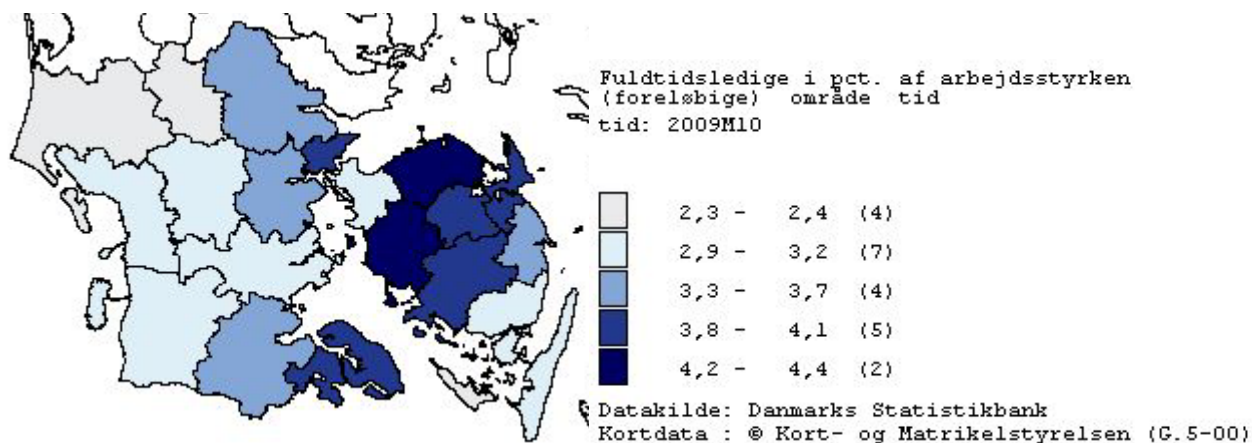 Fuldtidsledige i pct. af arbejdsstyrken
(foreløbige) område tid
tid: 2009M10
2,3 - 2,4 (4)
2,9 - 3,2 (7)
3,3 - 3,7 (4)
3,8 - 4,1 (5)
4,2 - 4,4 (2)
Datakilde: Danmarks Statistikbank
Kortdata : © Kort- og Matrikelstyrelsen (G.5-00)